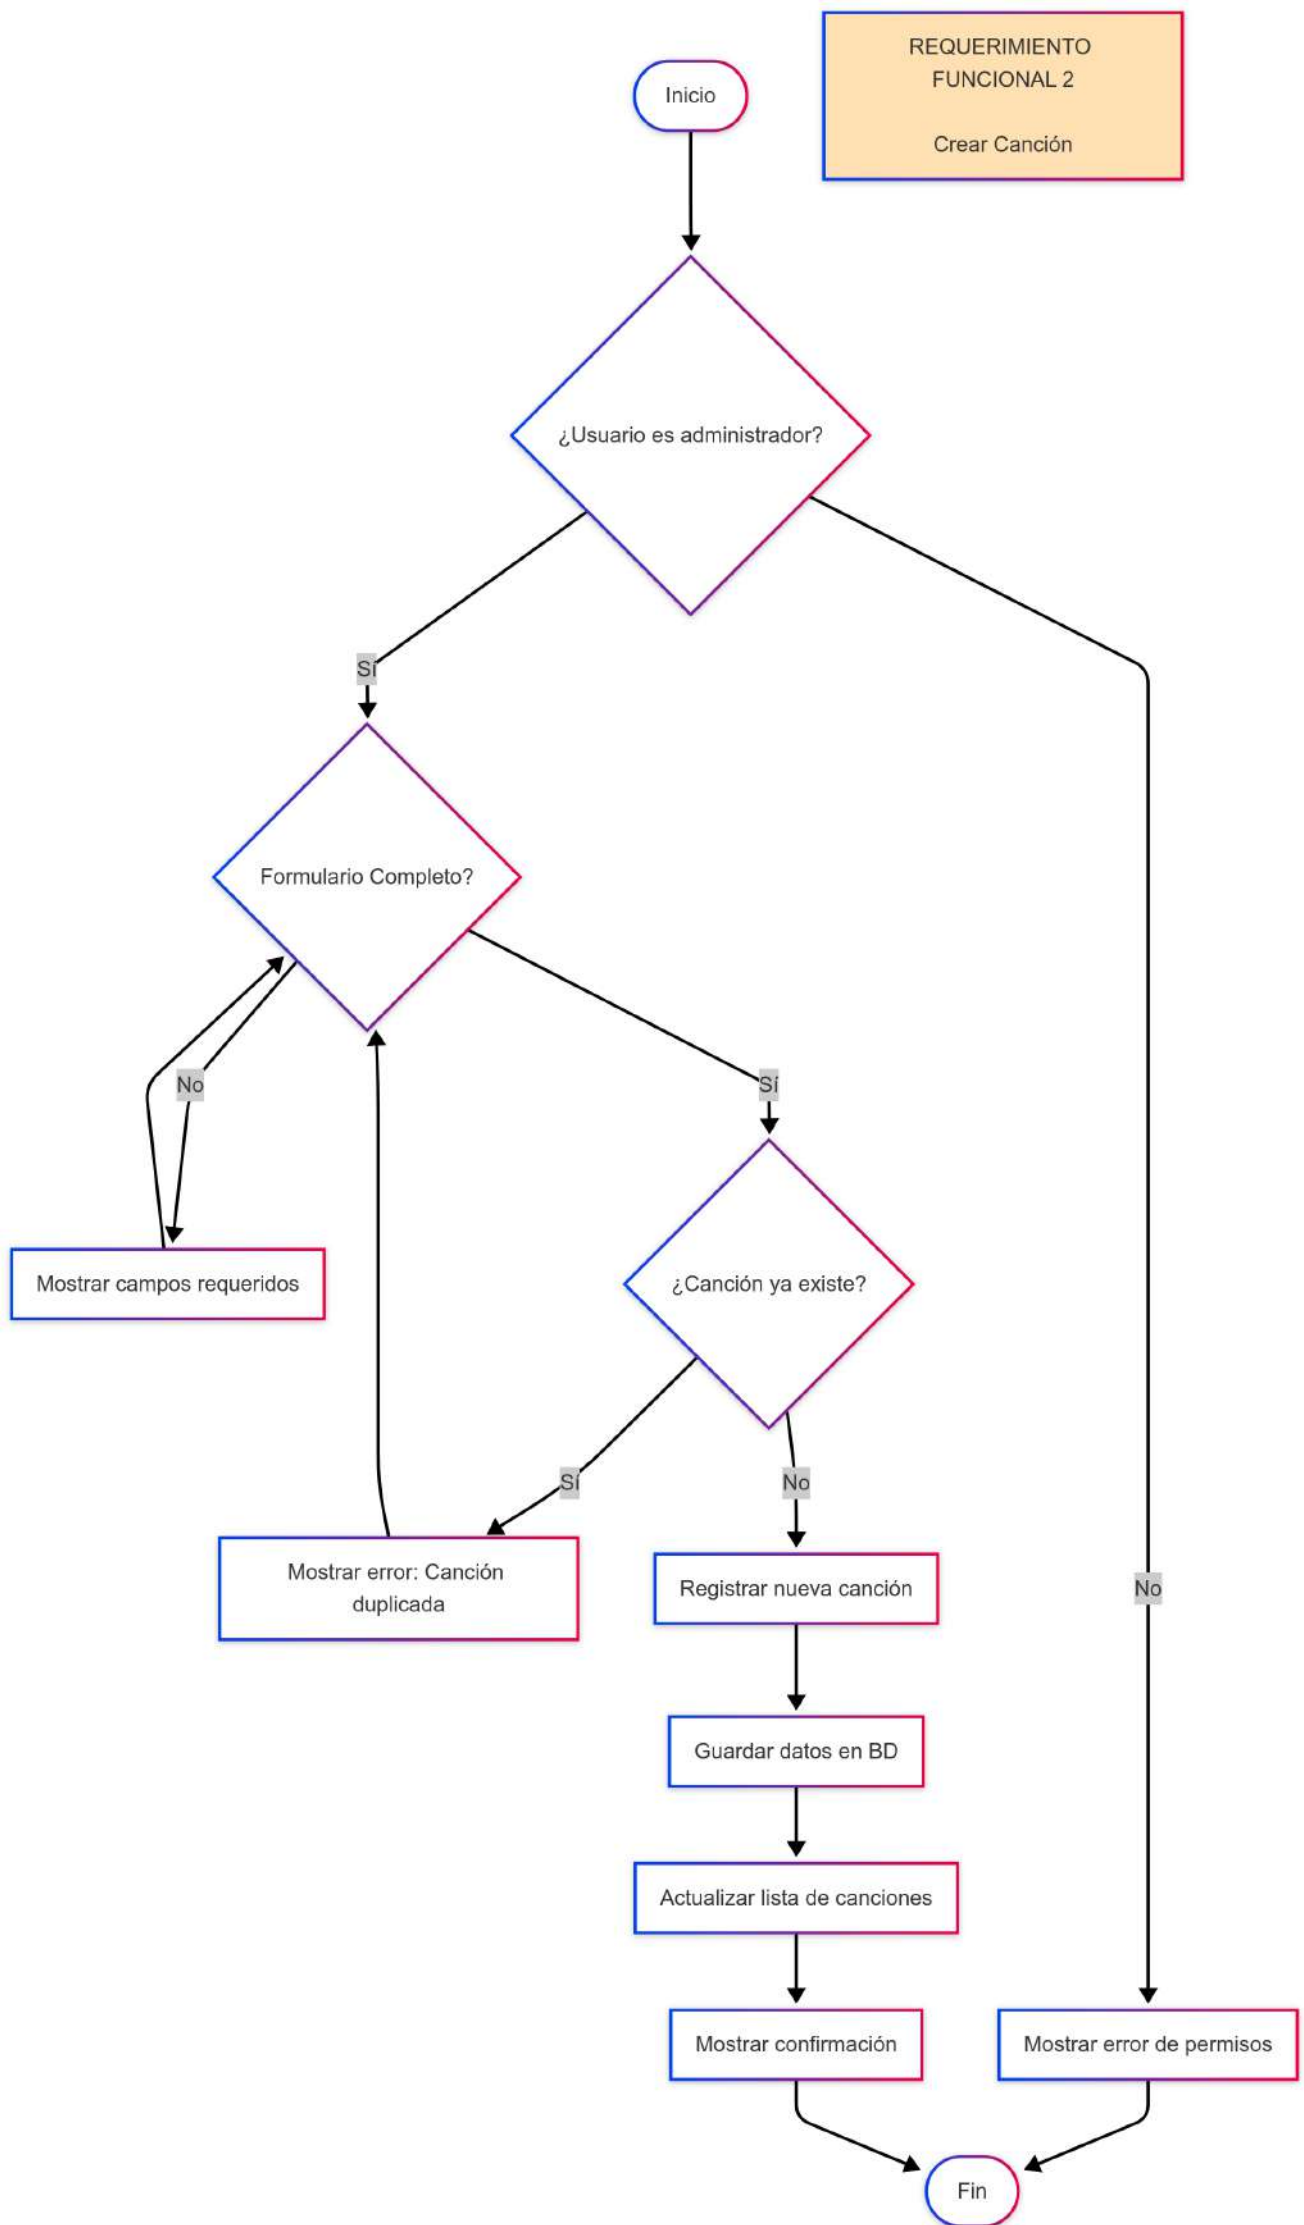 REQUERIMIENTO
FUNCIONAL 2
Crear Canción
Inicio
¿Usuario es administrador?
Sí
Formulario Completo?
No
Sí
Mostrar campos requeridos
¿Canción ya existe?
Sí
No
Mostrar error: Canción
duplicada
Registrar nueva canción
No
Guardar datos en BD
Actualizar lista de canciones
Mostrar confirmación
Mostrar error de permisos
Fin